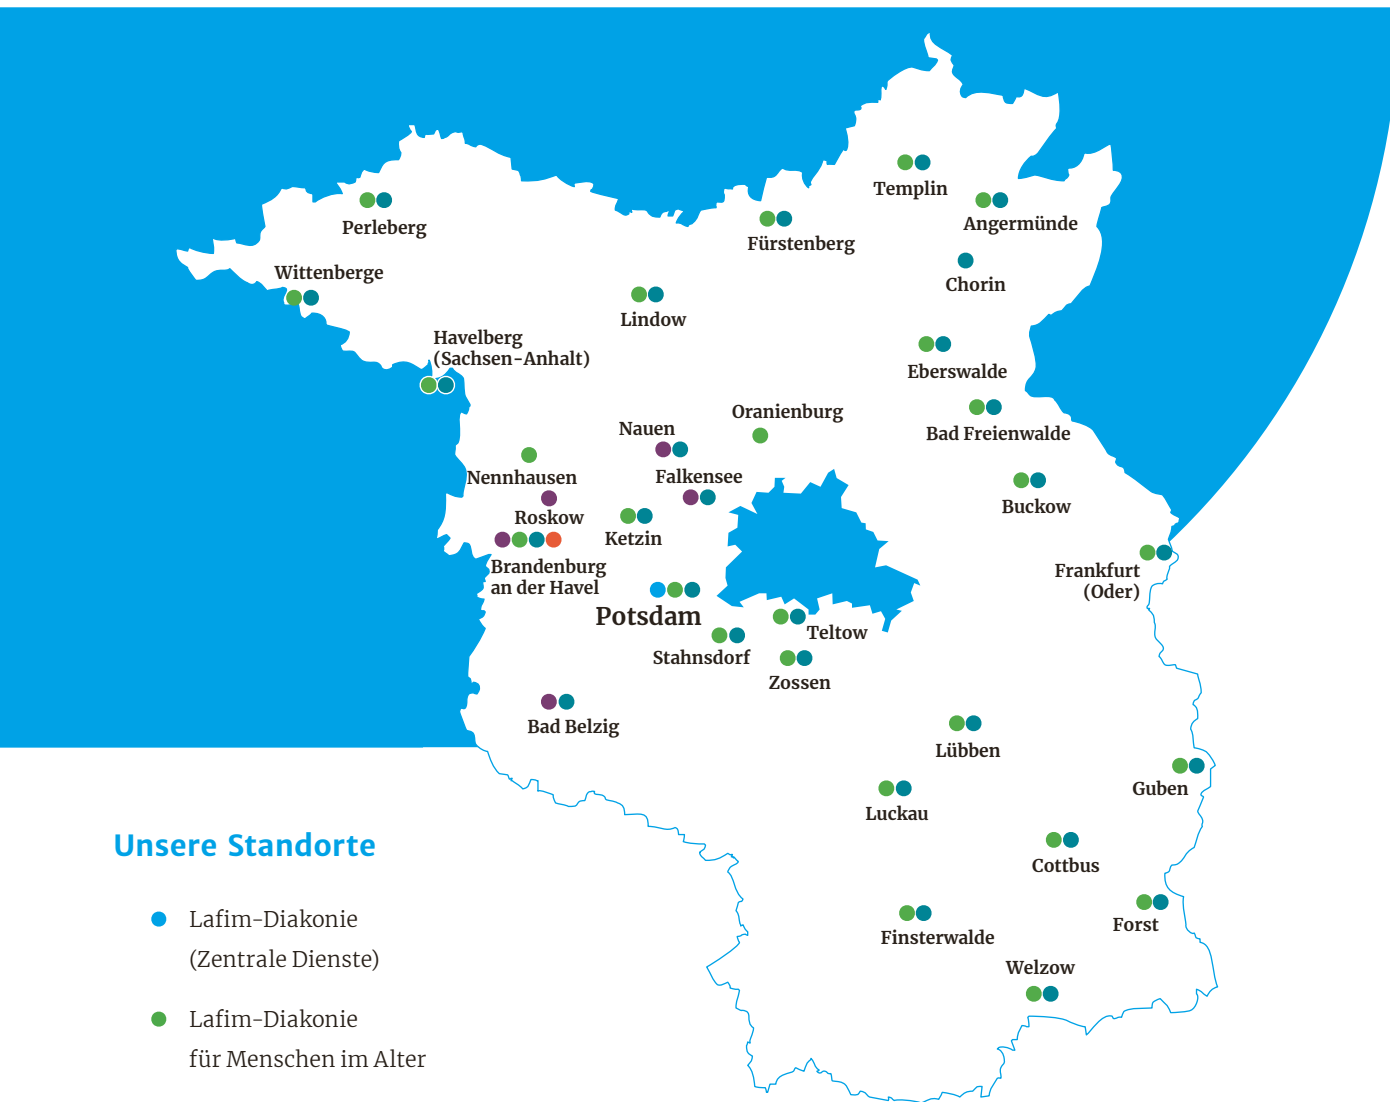 Templin
Perleberg
Angermünde
Fürstenberg
Wittenberge
Chorin
Lindow
Havelberg
(Sachsen-Anhalt)
Eberswalde
Oranienburg
Nauen
Bad Freienwalde
Nennhausen
Falkensee
Buckow
Roskow
Ketzin
Brandenburg
an der Havel
Frankfurt
(Oder)
Potsdam
Teltow
Stahnsdorf
Zossen
Bad Belzig
Lübben
Guben
Luckau
Cottbus
Forst
Finsterwalde
Welzow
Unsere Standorte
Lafim-Diakonie
(Zentrale Dienste)
Lafim-Diakonie
für Menschen im Alter